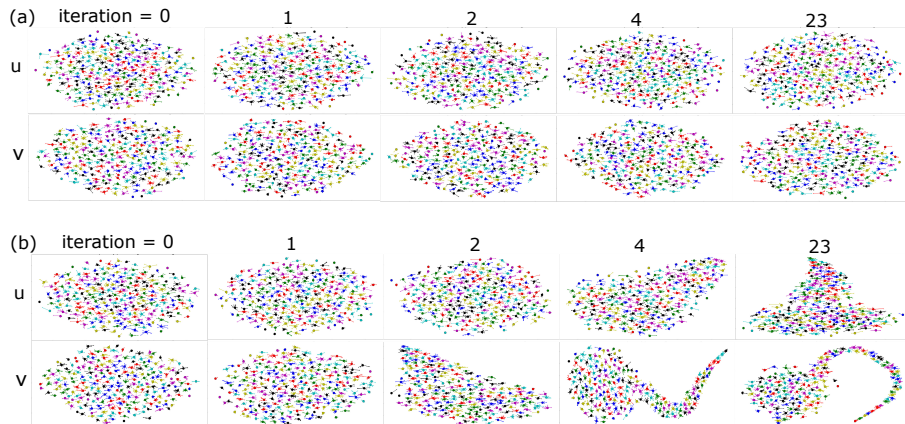 (a) iteration = 0 1 2 4 23
u
v
(b) iteration = 0 1 2 4 23
u
v